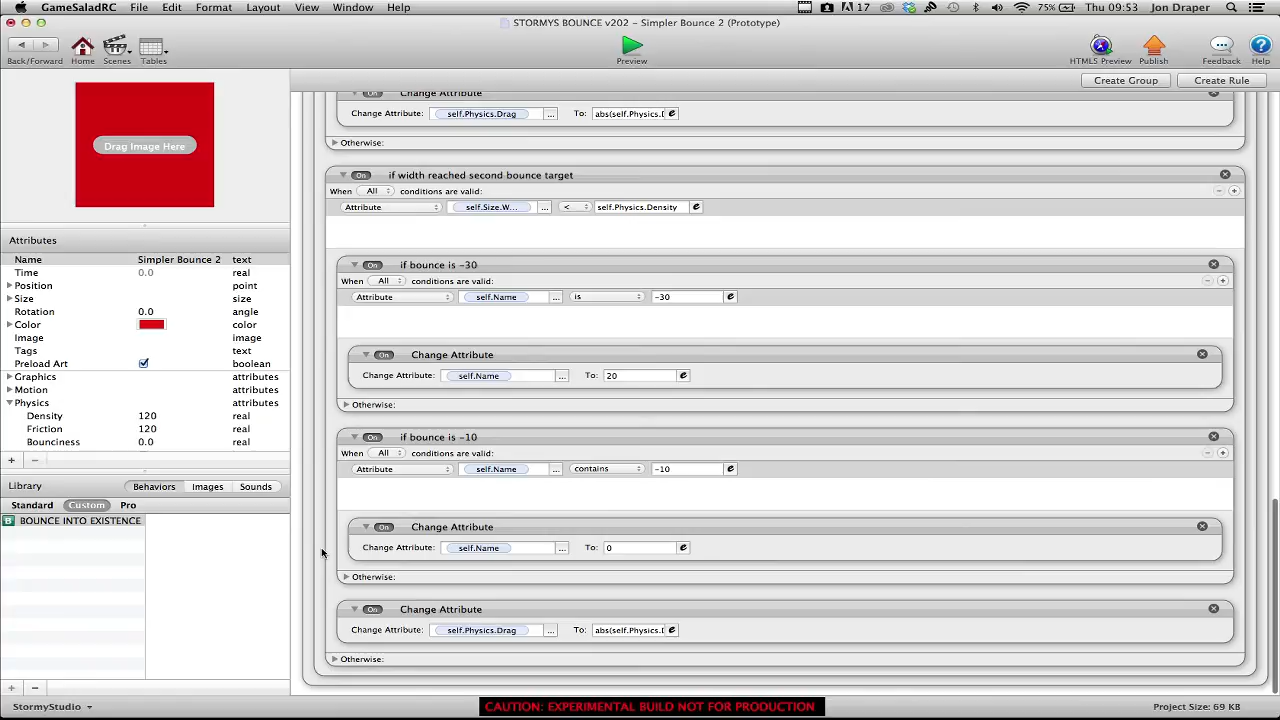 GameSaladRC File Edit Format Layout View Window Help 17 75% Thu 09:53 Jon Draper
STORMYS BOUNCE v202 – Simpler Bounce 2 (Prototype)
Back/Forward Home Scenes Tables Preview HTML5 Preview Publish Feedback Help
Create Group Create Rule
Drag Image Here
Attributes
Name Simpler Bounce 2 text
Time 0.0 real
Position point
Size size
Rotation 0.0 angle
Color color
Image image
Tags text
Preload Art boolean
Graphics attributes
Motion attributes
Physics attributes
Density 120 real
Friction 120 real
Bounciness 0.0 real
+ −
Library Behaviors Images Sounds
Standard Custom Pro
B BOUNCE INTO EXISTENCE
+ −
StormyStudio
On Change Attribute
Change Attribute: self.Physics.Drag ... To: abs(self.Physics.D e
Otherwise:
On if width reached second bounce target
When All conditions are valid:
Attribute self.Size.W... ... < self.Physics.Density e
On if bounce is -30
When All conditions are valid:
Attribute self.Name ... is -30 e
On Change Attribute
Change Attribute: self.Name ... To: 20 e
Otherwise:
On if bounce is -10
When All conditions are valid:
Attribute self.Name ... contains -10 e
On Change Attribute
Change Attribute: self.Name ... To: 0 e
Otherwise:
On Change Attribute
Change Attribute: self.Physics.Drag ... To: abs(self.Physics.D e
Otherwise:
CAUTION: EXPERIMENTAL BUILD NOT FOR PRODUCTION
Project Size: 69 KB